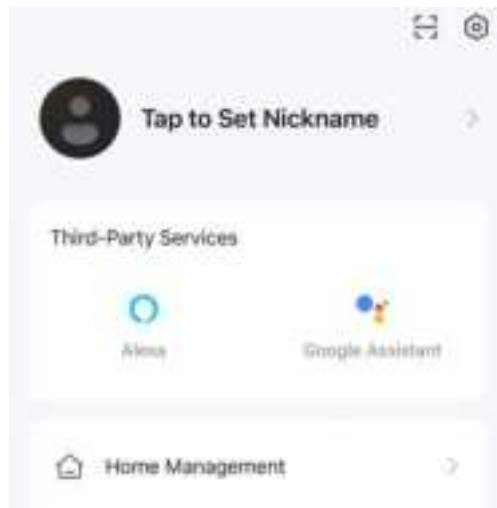 Tap to Set Nickname
Third-Party Services
Alexa
Google Assistant
Home Management